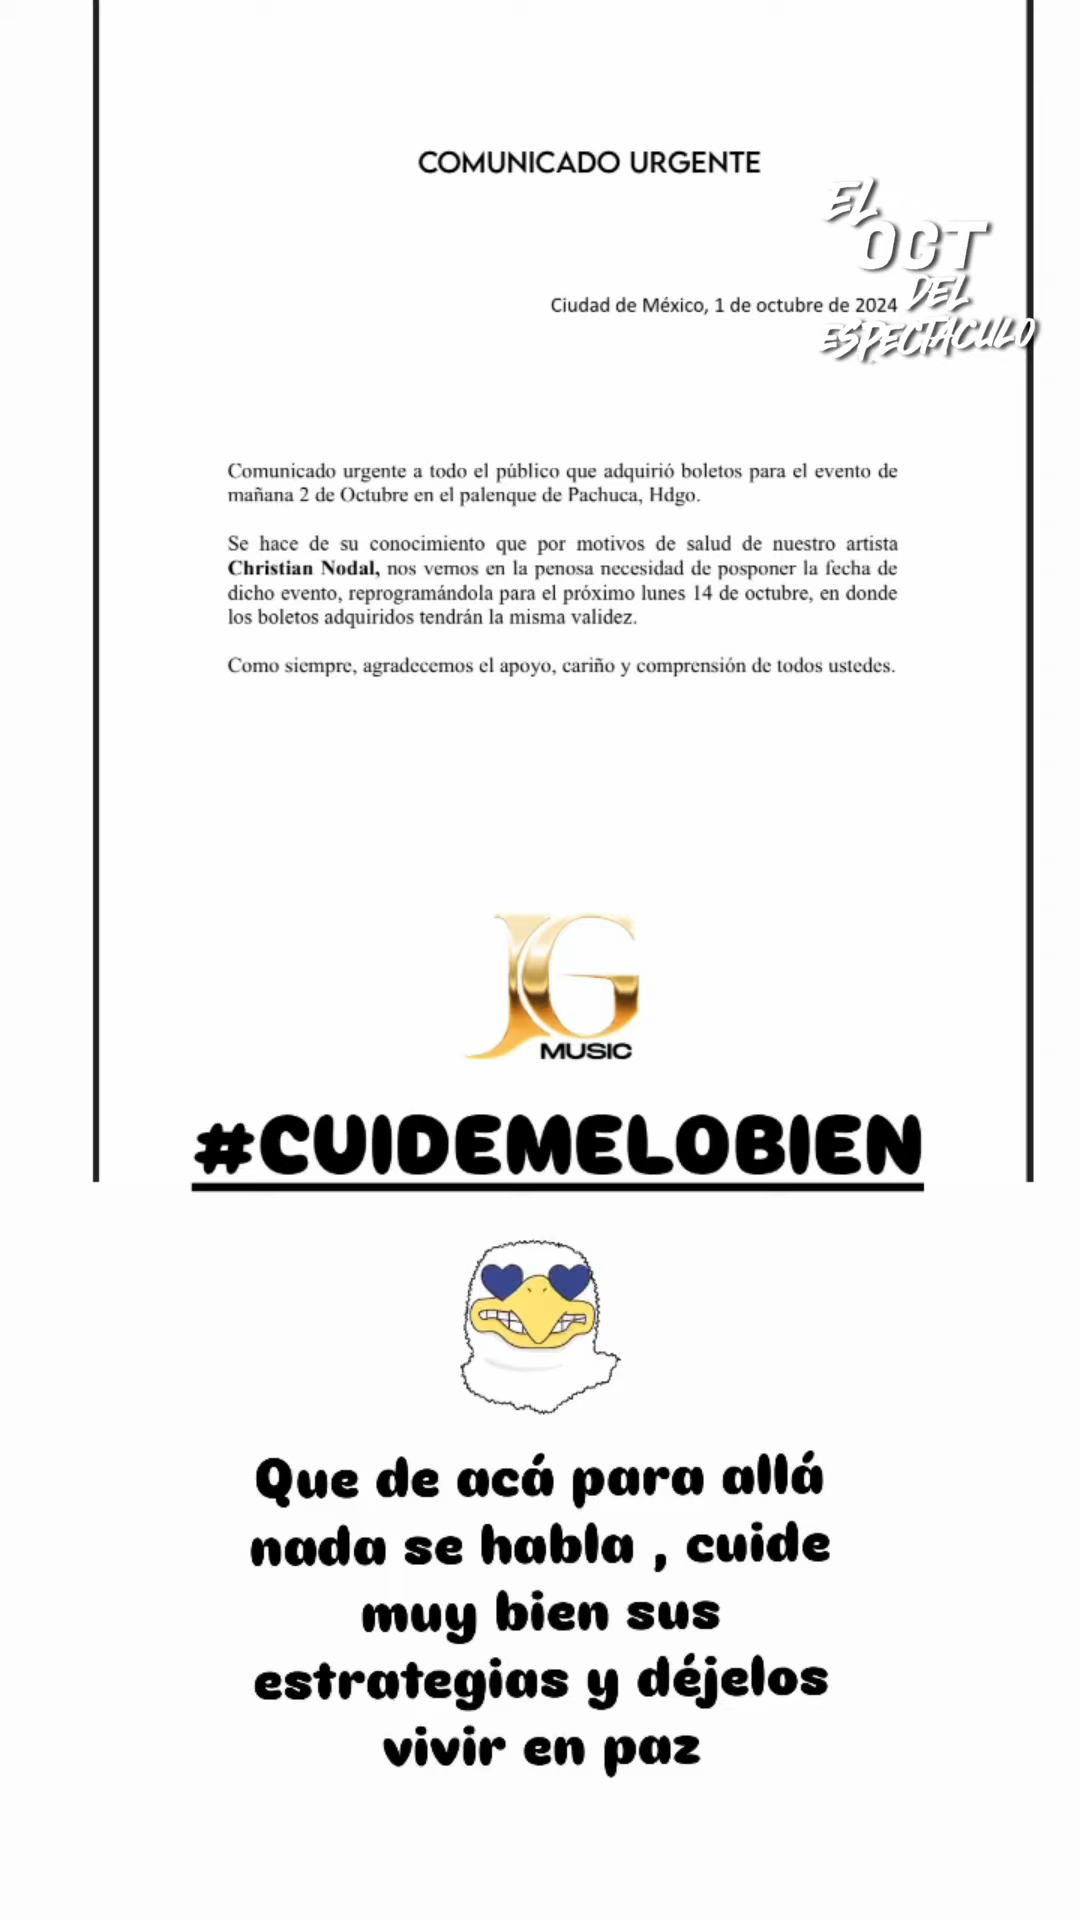 COMUNICADO URGENTE
EL
OGT
DEL
ESPECTACULO
Ciudad de México, 1 de octubre de 2024
Comunicado urgente a todo el público que adquirió boletos para el evento de
mañana 2 de Octubre en el palenque de Pachuca, Hdgo.
Se hace de su conocimiento que por motivos de salud de nuestro artista
Christian Nodal, nos vemos en la penosa necesidad de posponer la fecha de
dicho evento, reprogramándola para el próximo lunes 14 de octubre, en donde
los boletos adquiridos tendrán la misma validez.
Como siempre, agradecemos el apoyo, cariño y comprensión de todos ustedes.
JG
MUSIC
#CUIDEMELOBIEN
Que de acá para allá
nada se habla , cuide
muy bien sus
estrategias y déjelos
vivir en paz